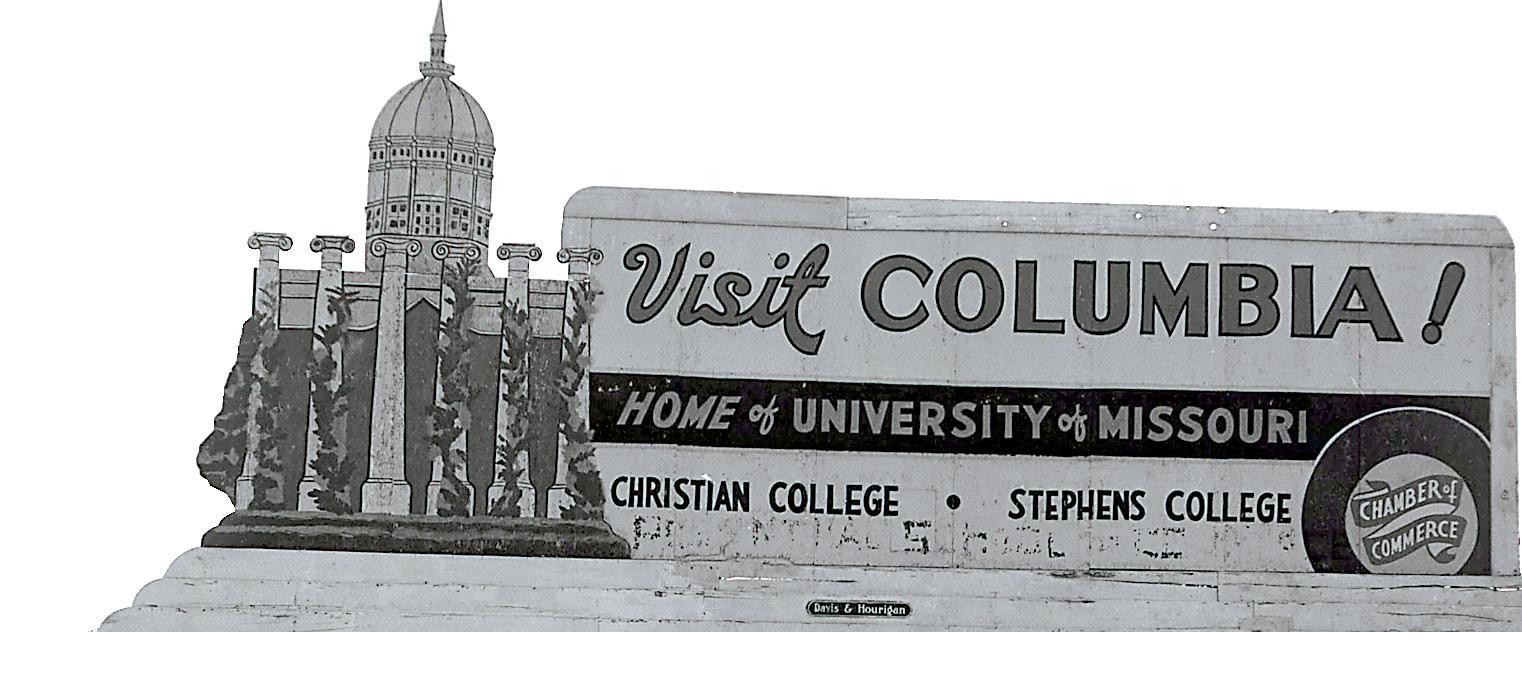 Visit COLUMBIA!
HOME of UNIVERSITY of MISSOURI
CHRISTIAN COLLEGE • STEPHENS COLLEGE
CHAMBER of
COMMERCE
Davis & Hourigan